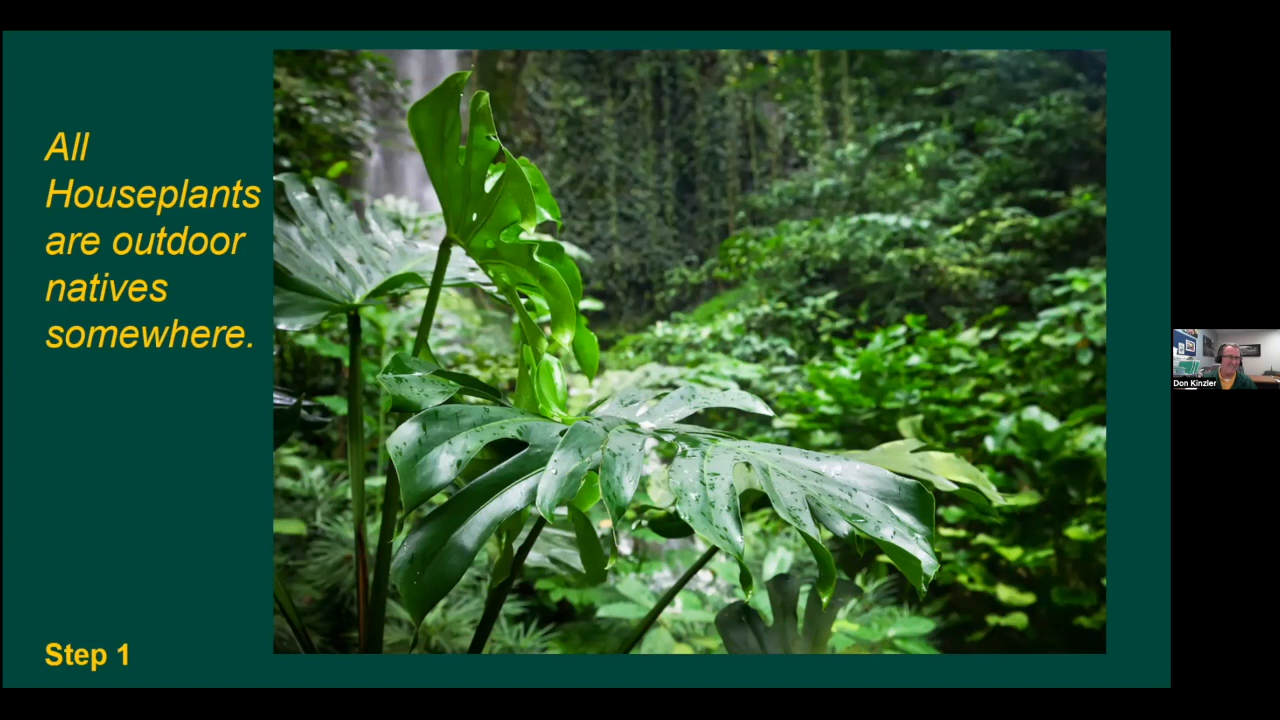 All
Houseplants
are outdoor
natives
somewhere.
Step 1
Don Kinzler